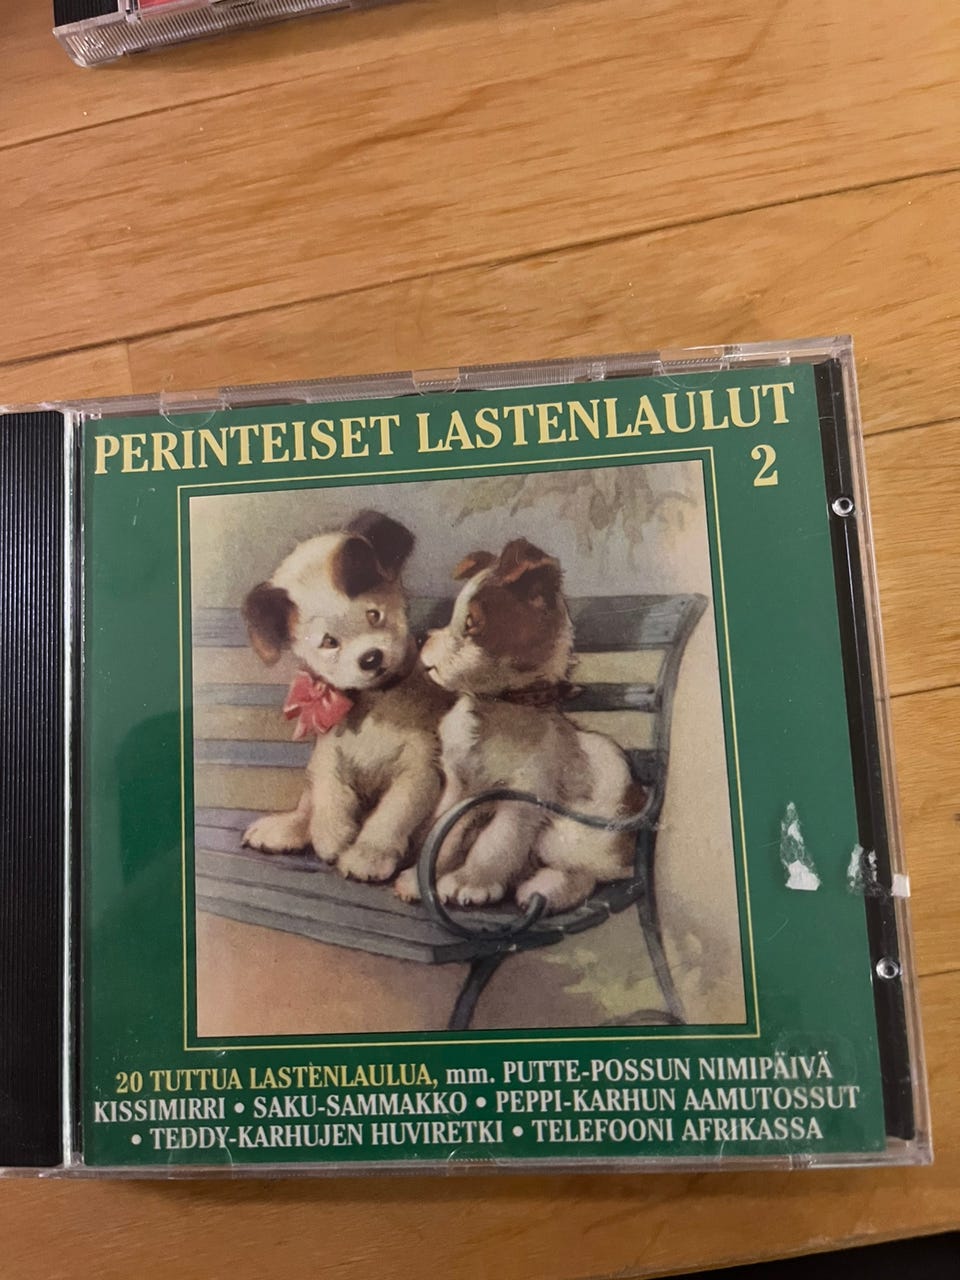 PERINTEISET LASTENLAULUT
2
20 TUTTUA LASTENLAULUA, mm. PUTTE-POSSUN NIMIPÄIVÄ
KISSIMIRRI • SAKU-SAMMAKKO • PEPPI-KARHUN AAMUTOSSUT
• TEDDY-KARHUJEN HUVIRETKI • TELEFOONI AFRIKASSA